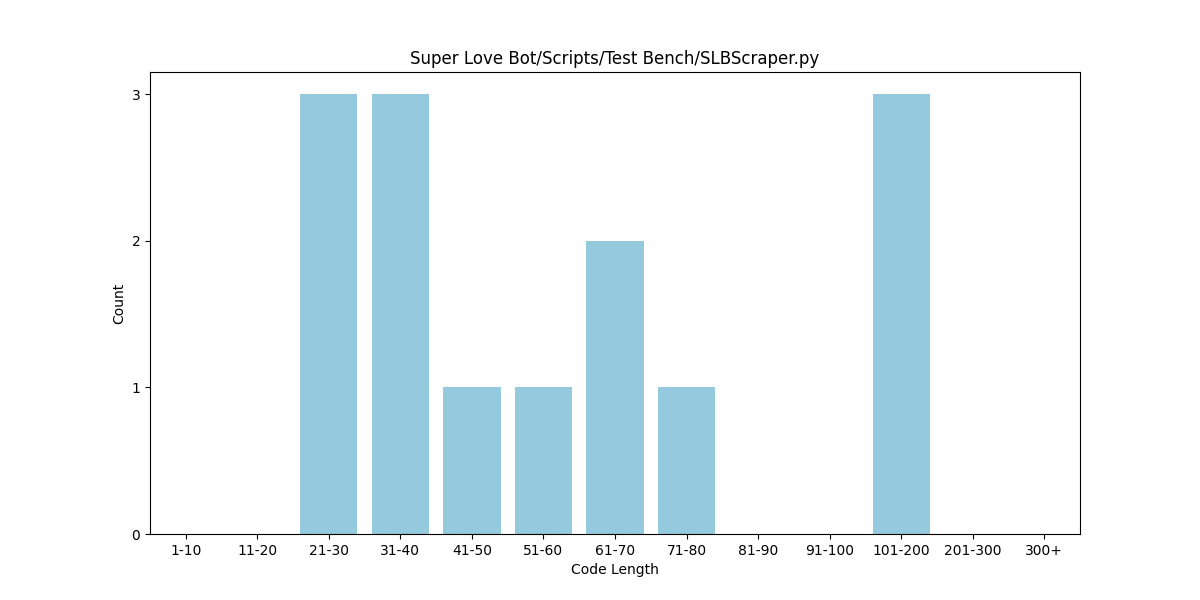 Super Love Bot/Scripts/Test Bench/SLBScraper.py
3
2
1
0
Count
1-10 11-20 21-30 31-40 41-50 51-60 61-70 71-80 81-90 91-100 101-200 201-300 300+
Code Length